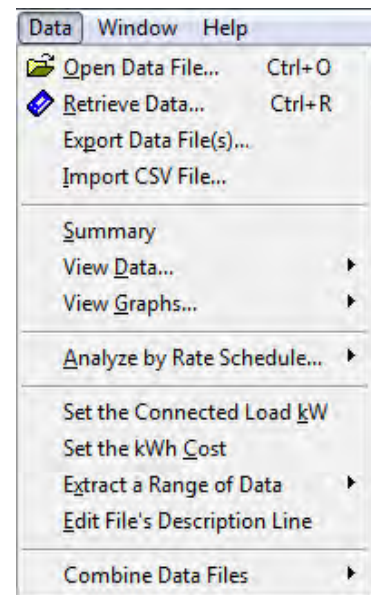 Data Window Help
Open Data File... Ctrl+O
Retrieve Data... Ctrl+R
Export Data File(s)...
Import CSV File...
Summary
View Data...
View Graphs...
Analyze by Rate Schedule...
Set the Connected Load kW
Set the kWh Cost
Extract a Range of Data
Edit File's Description Line
Combine Data Files